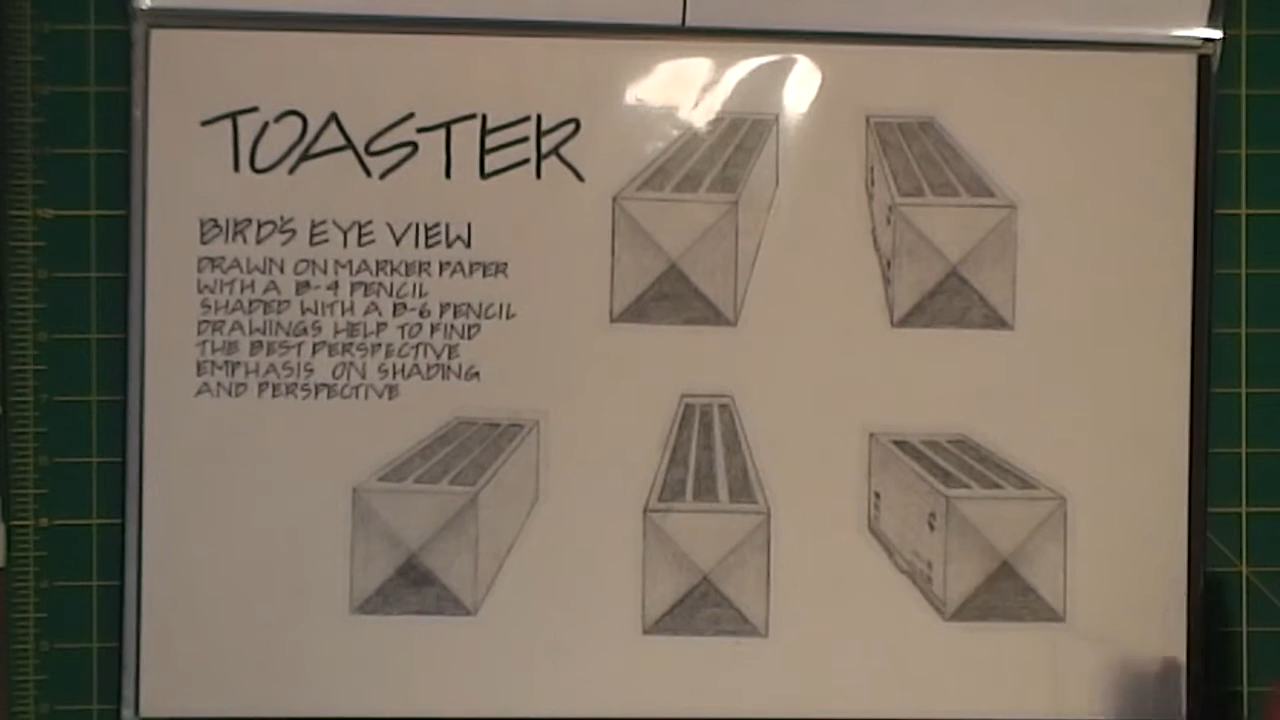 TOASTER
BIRD'S EYE VIEW
DRAWN ON MARKER PAPER
WITH A B-4 PENCIL
SHADED WITH A B-6 PENCIL
DRAWINGS HELP TO FIND
THE BEST PERSPECTIVE
EMPHASIS ON SHADING
AND PERSPECTIVE